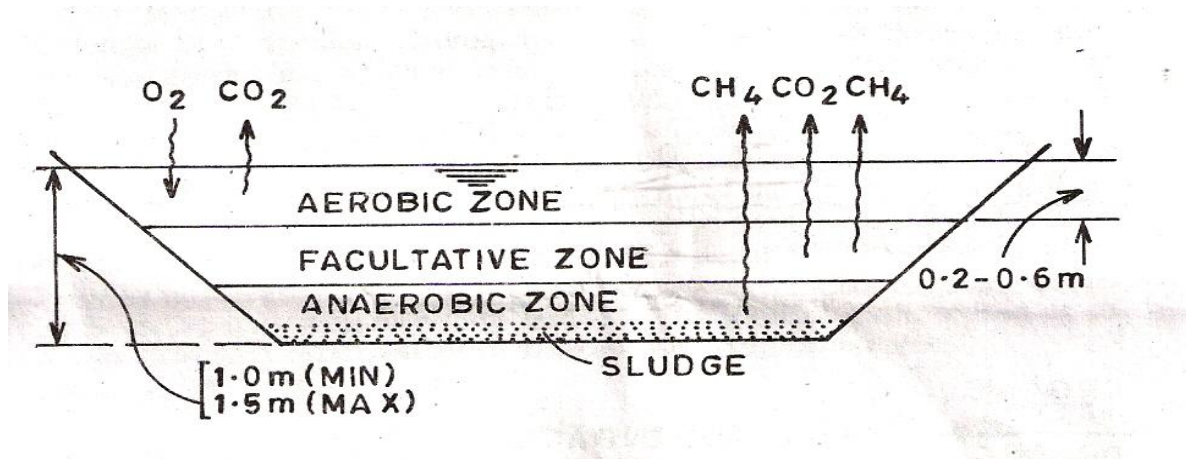 O2 CO2
CH4 CO2 CH4
AEROBIC ZONE
FACULTATIVE ZONE
0.2-0.6m
ANAEROBIC ZONE
SLUDGE
1.0m (MIN)
1.5m (MAX)